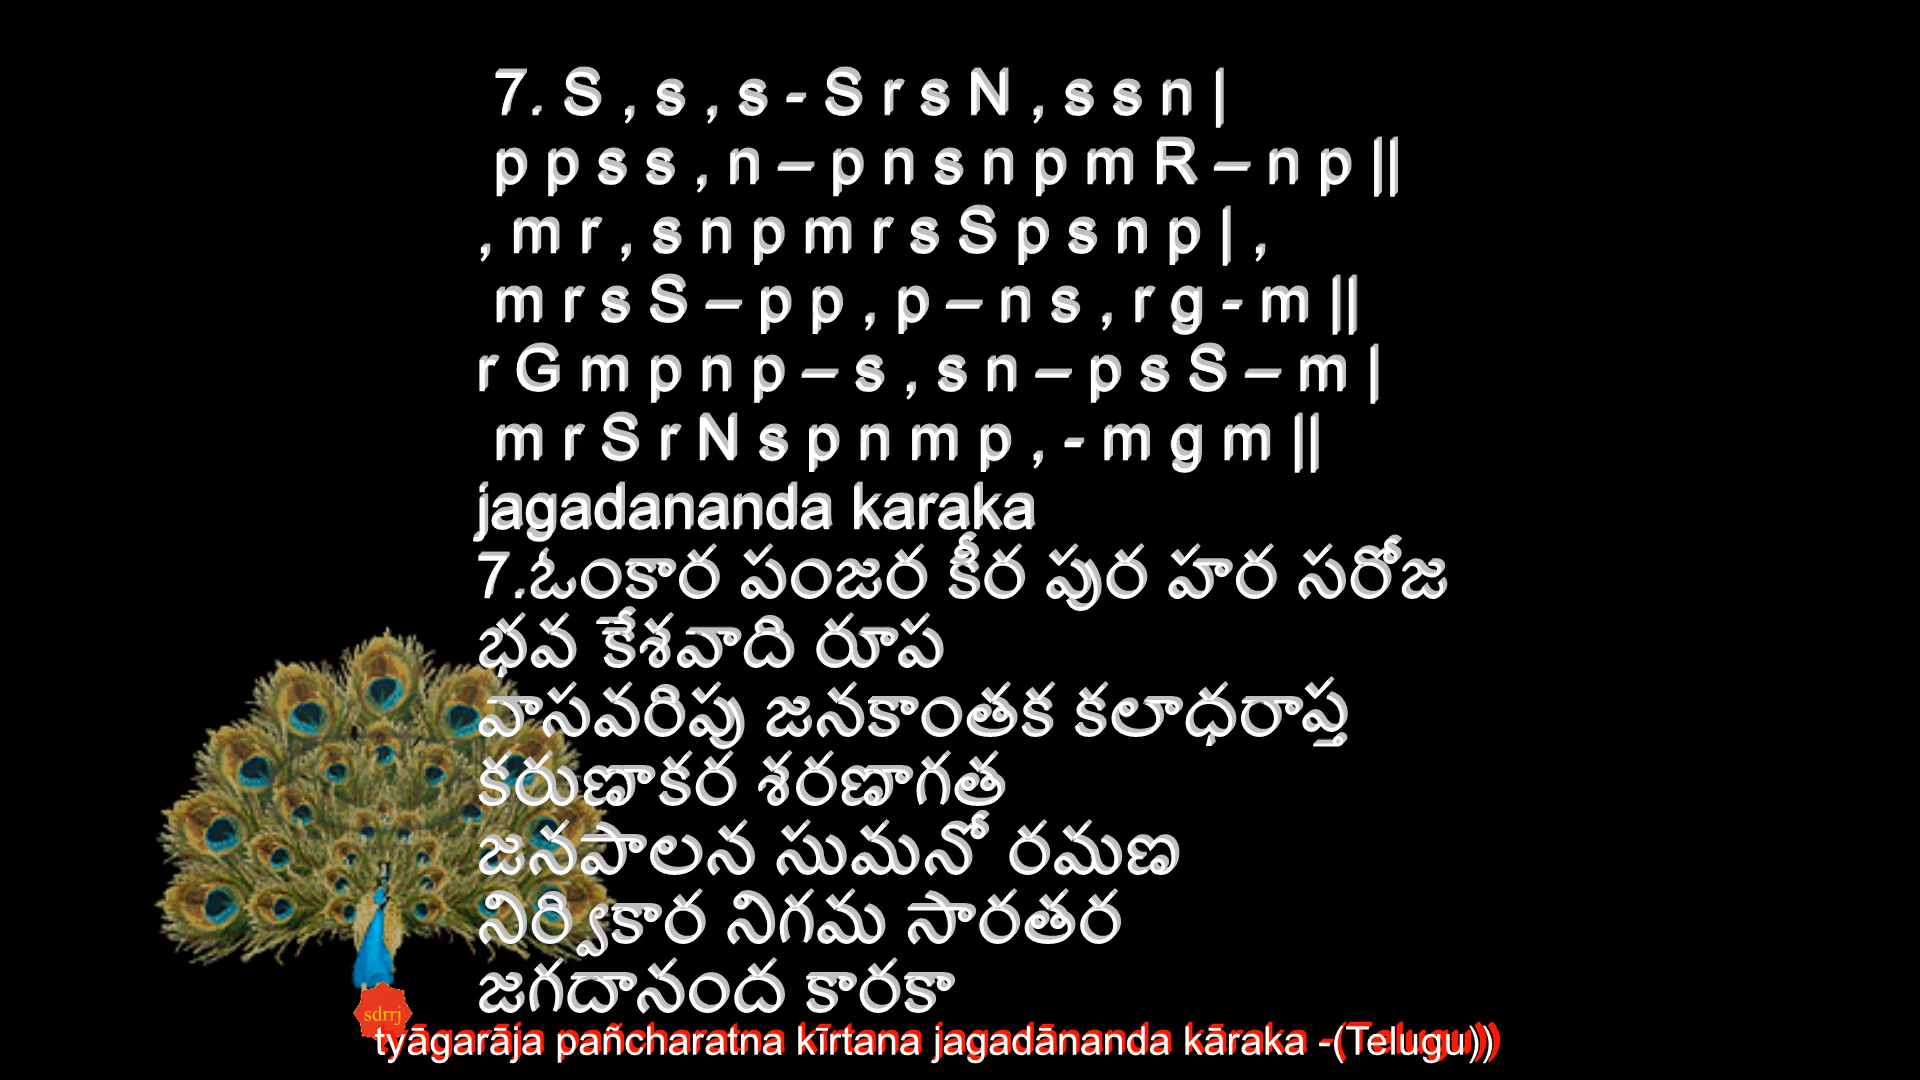 7. S , s , s - S r s N , s s n |
p p s s , n – p n s n p m R – n p ||
, m r , s n p m r s S p s n p | ,
m r s S – p p , p – n s , r g - m ||
r G m p n p – s , s n – p s S – m |
m r S r N s p n m p , - m g m ||
jagadananda karaka
7.ఓంకార పంజర కీర పుర హర సరోజ
భవ కేశవాది రూప
వాసవరిపు జనకాంతక కలాధరాప్త
కరుణాకర శరణాగత
జనపాలన సుమనో రమణ
నిర్వికార నిగమ సారతర
జగదానంద కారకా
sdrrj
tyāgarāja pañcharatna kīrtana jagadānanda kāraka -(Telugu))